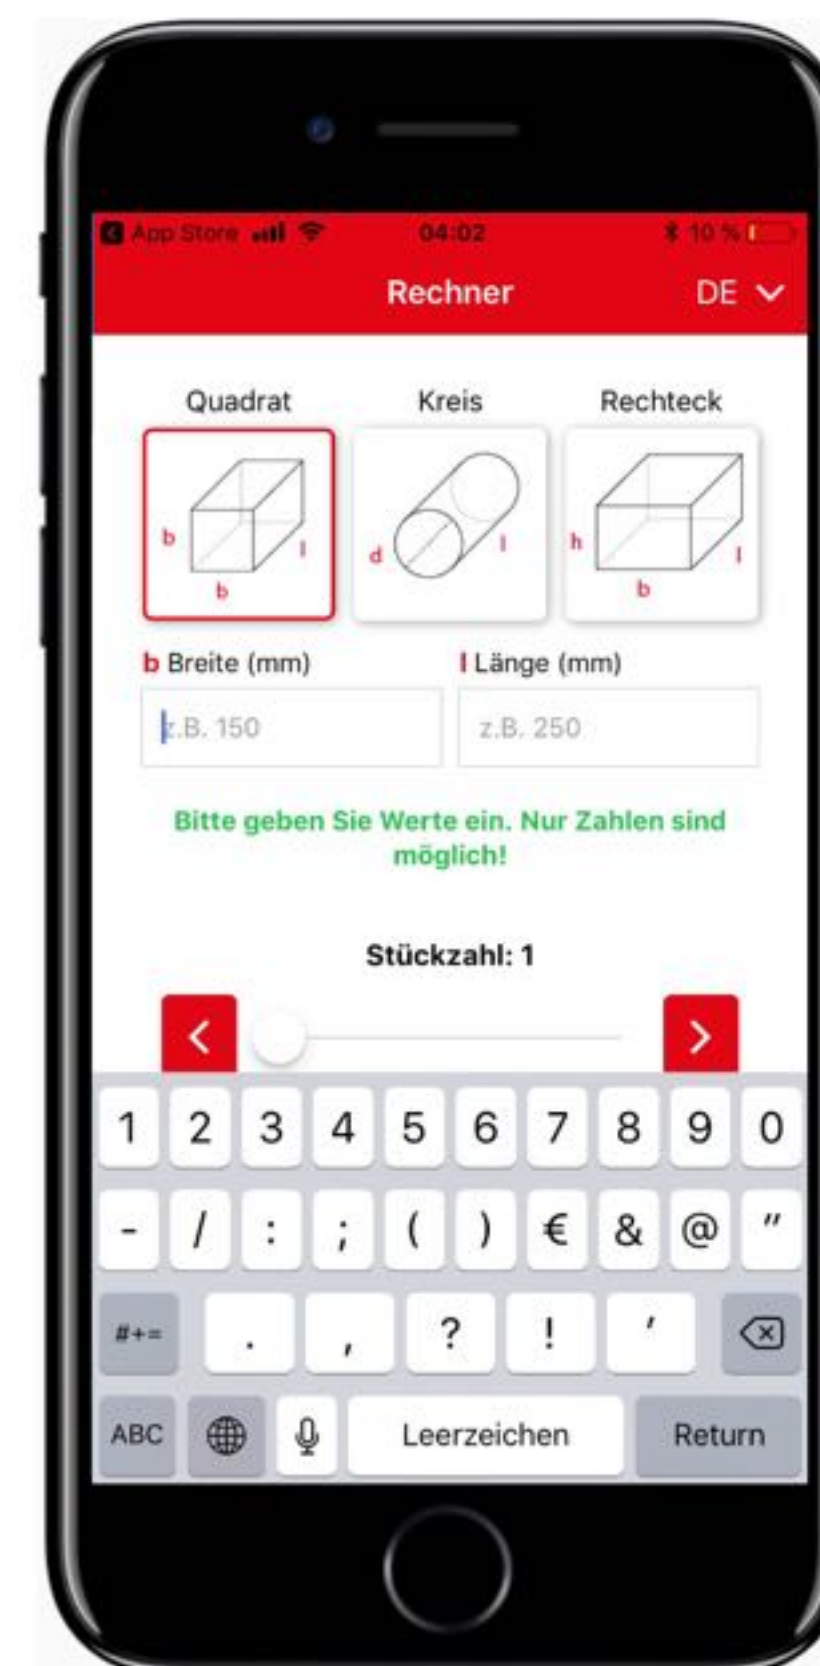 App Store 04:02 10 %
Rechner DE
Quadrat Kreis Rechteck
b b l d l h b l
b Breite (mm) l Länge (mm)
z.B. 150 z.B. 250
Bitte geben Sie Werte ein. Nur Zahlen sind
möglich!
Stückzahl: 1
1 2 3 4 5 6 7 8 9 0
- / : ; ( ) € & @ "
#+= . , ? ! '
ABC Leerzeichen Return